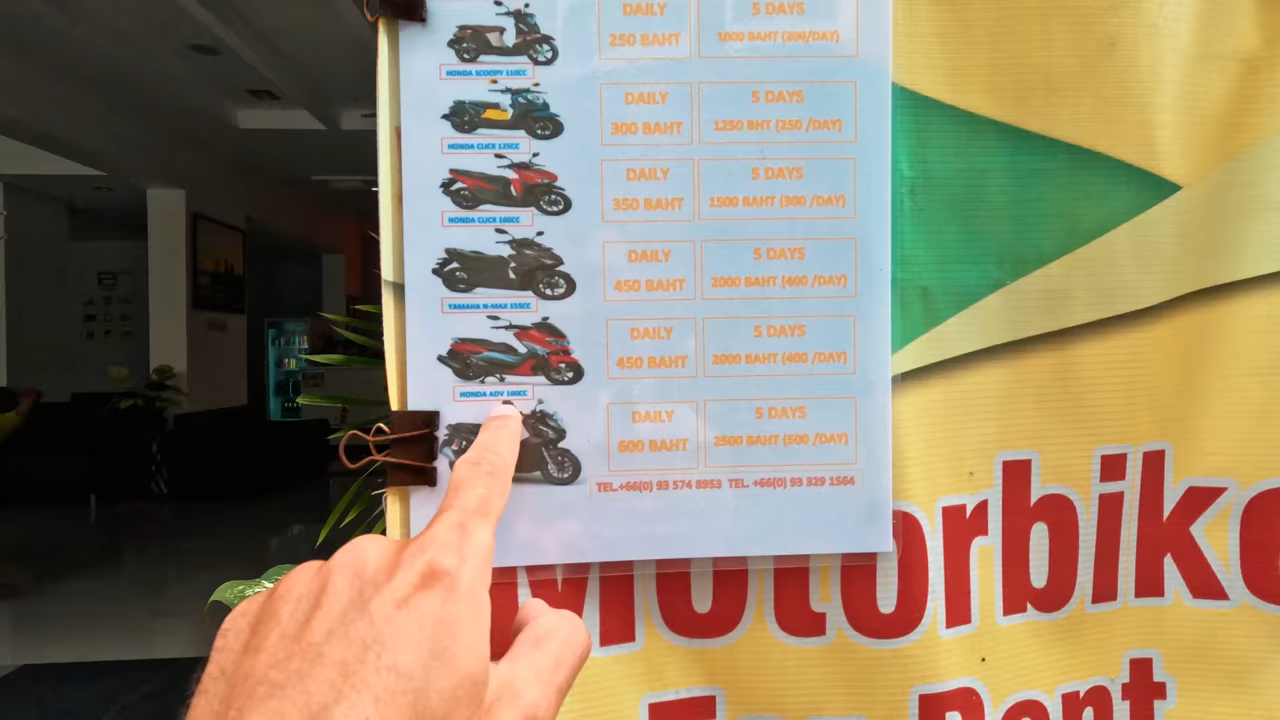 DAILY
5 DAYS
250 BAHT
1000 BAHT (200/DAY)
HONDA SCOOPY 110CC
DAILY
5 DAYS
300 BAHT
1250 BHT (250 /DAY)
HONDA CLICK 125CC
DAILY
5 DAYS
350 BAHT
1500 BAHT (300 /DAY)
HONDA CLICK 160CC
DAILY
5 DAYS
450 BAHT
2000 BAHT (400 /DAY)
YAMAHA N-MAX 155CC
DAILY
5 DAYS
450 BAHT
2000 BAHT (400 /DAY)
HONDA ADV 160CC
DAILY
5 DAYS
600 BAHT
2500 BAHT (500 /DAY)
TEL.+66(0) 93 574 8953 TEL. +66(0) 93 329 1564
Motorbike
For Rent